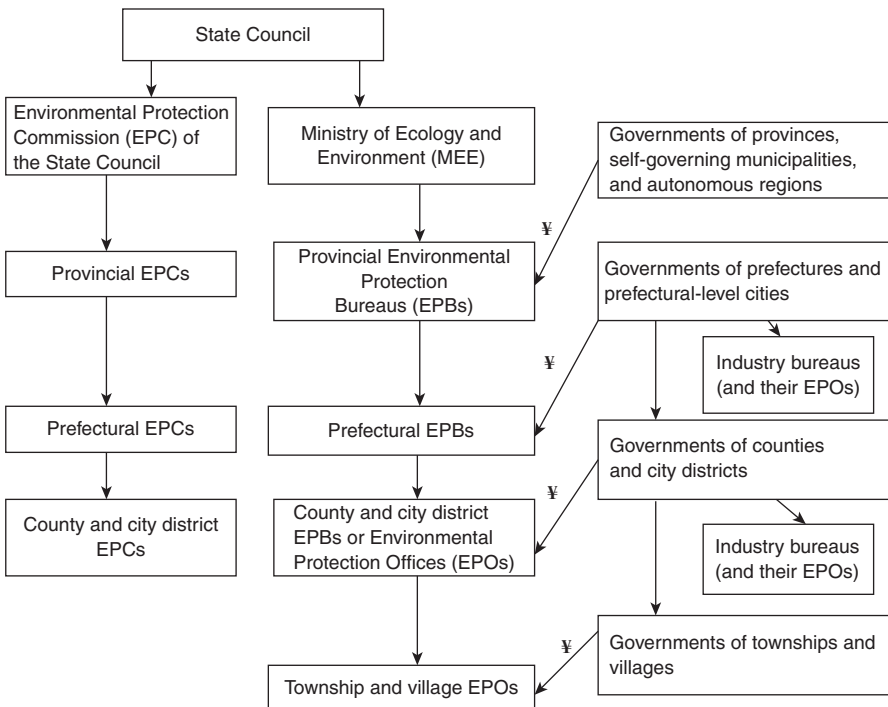 State Council
Environmental Protection
Commission (EPC) of
the State Council
Ministry of Ecology and
Environment (MEE)
Governments of provinces,
self-governing municipalities,
and autonomous regions
¥
Provincial EPCs
Provincial Environmental
Protection
Bureaus (EPBs)
Governments of prefectures and
prefectural-level cities
¥
Industry bureaus
(and their EPOs)
Prefectural EPCs
Prefectural EPBs
Governments of counties
and city districts
¥
County and city district
EPCs
County and city district
EPBs or Environmental
Protection Offices (EPOs)
Industry bureaus
(and their EPOs)
¥
Governments of townships and
villages
Township and village EPOs